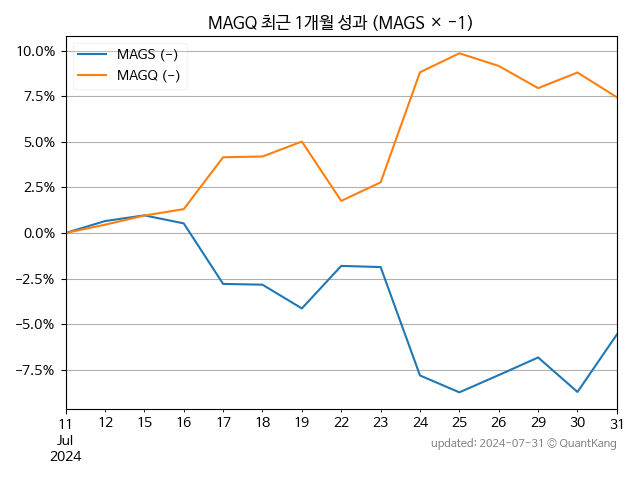 MAGQ 최근 1개월 성과 (MAGS × −1)
MAGS (−)
MAGQ (−)
10.0%
7.5%
5.0%
2.5%
0.0%
−2.5%
−5.0%
−7.5%
11 12 15 16 17 18 19 22 23 24 25 26 29 30 31
Jul
2024
updated: 2024-07-31 © QuantKang